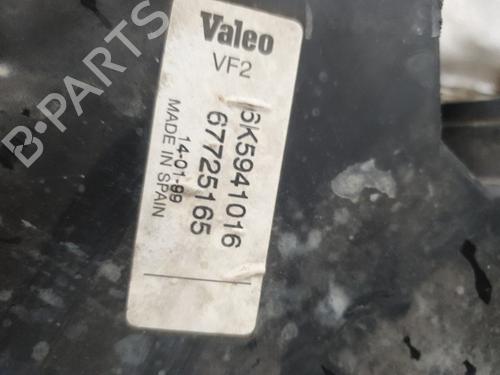 B-PARTS
Valeo
VF2
6K5941016
67725165
14-01-99
MADE IN SPAIN